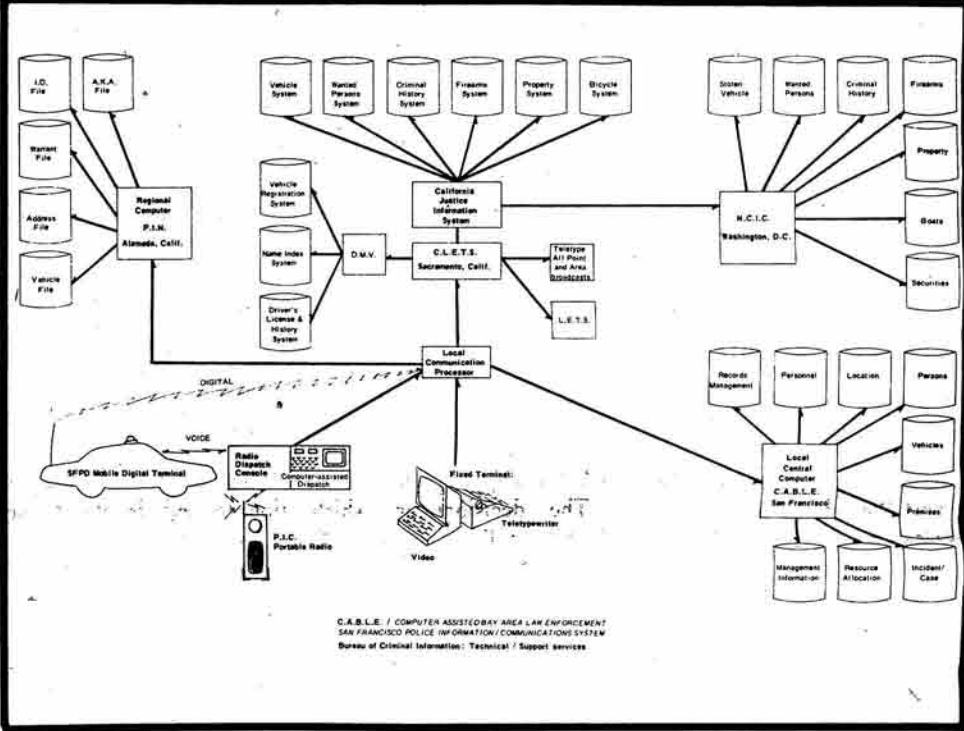 I.D.
File
A.K.A.
File
Warrant
File
Address
File
Vehicle
File
Regional
Computer
P.I.N.
Alameda, Calif.
Vehicle
System
Wanted
Persons
System
Criminal
History
System
Firearms
System
Property
System
Bicycle
System
Vehicle
Registration
System
Name Index
System
Driver's
License &
History
System
D.M.V.
California
Justice
Information
System
C.L.E.T.S.
Sacramento, Calif.
Teletype
All Point
and Area
broadcasts
L.E.T.S.
Stolen
Vehicle
Wanted
Persons
Criminal
History
Firearms
Property
Boats
Securities
N.C.I.C.
Washington, D.C.
Local
Communication
Processor
DIGITAL
VOICE
SFPD Mobile Digital Terminal
Radio
Dispatch
Console
Computer-assisted
Dispatch
P.I.C.
Portable Radio
Fixed Terminal:
Teletypewriter
Video
Records
Management
Personnel
Location
Persons
Vehicles
Premises
Local
Central
Computer
C.A.B.L.E.
San Francisco
Management
Information
Resource
Allocation
Incident/
Case
C.A.B.L.E. / COMPUTER ASSISTED BAY AREA LAW ENFORCEMENT
SAN FRANCISCO POLICE INFORMATION / COMMUNICATIONS SYSTEM
Bureau of Criminal Information: Technical / Support services